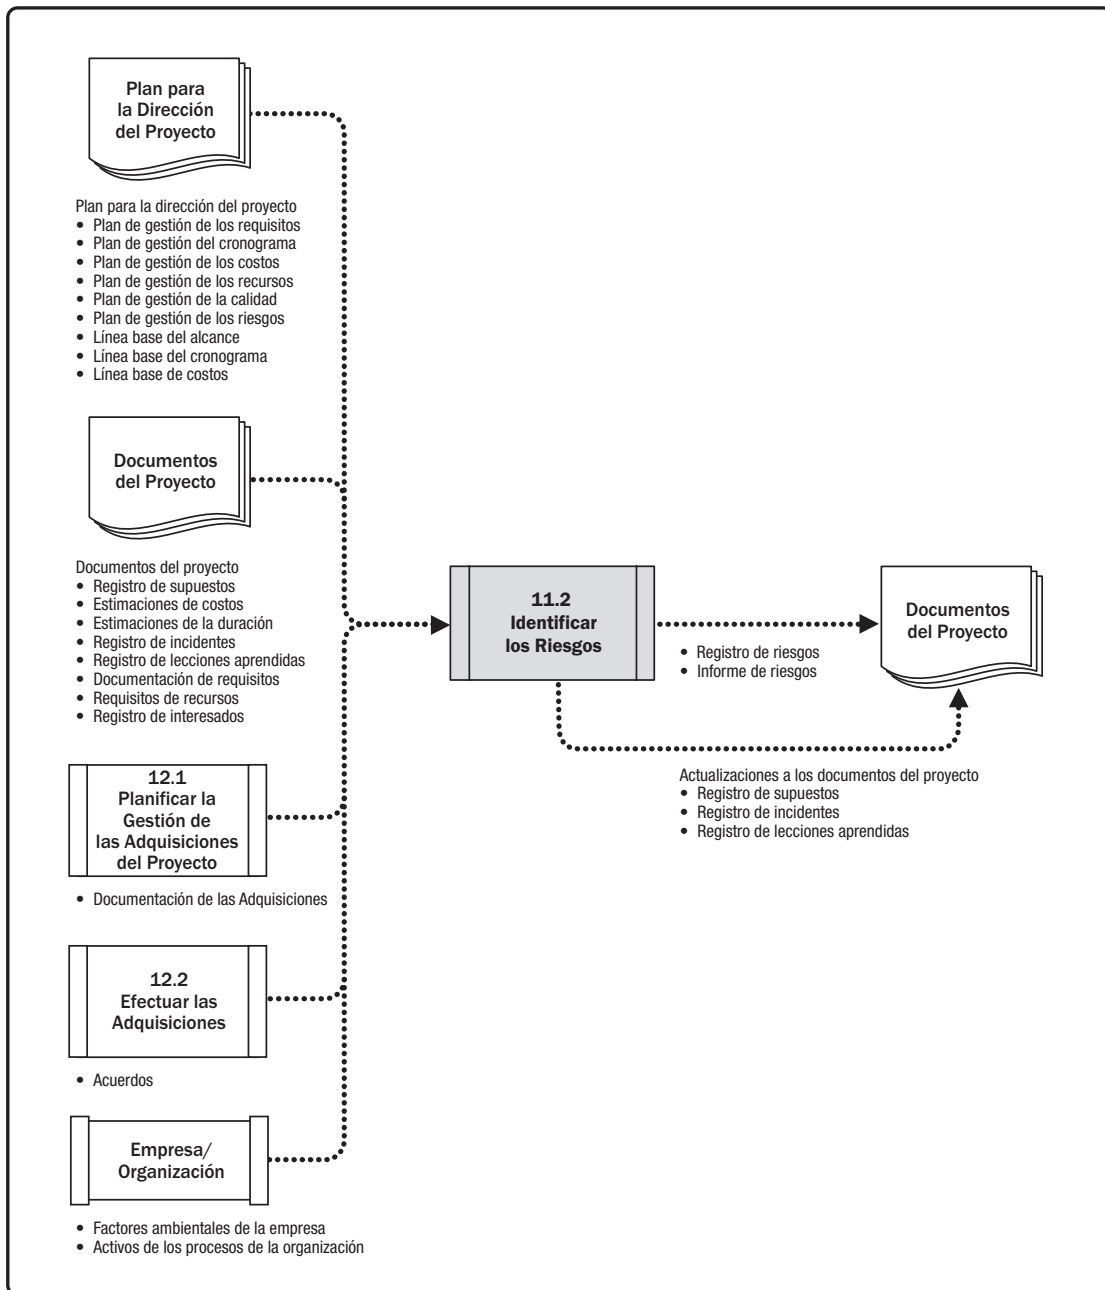 Plan para
la Dirección
del Proyecto
Plan para la dirección del proyecto
• Plan de gestión de los requisitos
• Plan de gestión del cronograma
• Plan de gestión de los costos
• Plan de gestión de los recursos
• Plan de gestión de la calidad
• Plan de gestión de los riesgos
• Línea base del alcance
• Línea base del cronograma
• Línea base de costos
Documentos
del Proyecto
Documentos del proyecto
• Registro de supuestos
• Estimaciones de costos
• Estimaciones de la duración
• Registro de incidentes
• Registro de lecciones aprendidas
• Documentación de requisitos
• Requisitos de recursos
• Registro de interesados
12.1
Planificar la
Gestión de
las Adquisiciones
del Proyecto
• Documentación de las Adquisiciones
12.2
Efectuar las
Adquisiciones
• Acuerdos
Empresa/
Organización
• Factores ambientales de la empresa
• Activos de los procesos de la organización
11.2
Identificar
los Riesgos
• Registro de riesgos
• Informe de riesgos
Documentos
del Proyecto
Actualizaciones a los documentos del proyecto
• Registro de supuestos
• Registro de incidentes
• Registro de lecciones aprendidas